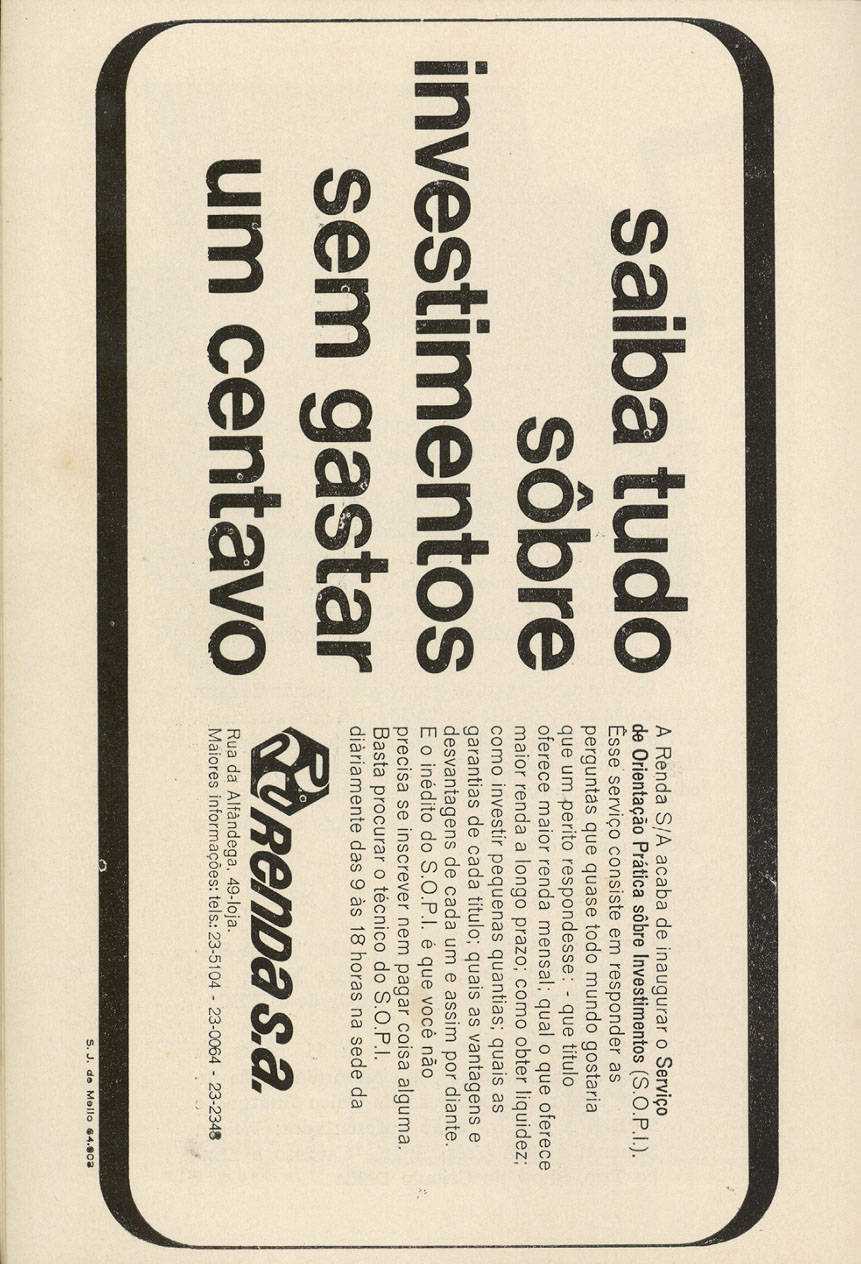 saiba tudo
sôbre
investimentos
sem gastar
um centavo
A Renda S/A acaba de inaugurar o Serviço
de Orientação Prática sôbre Investimentos (S.O.P.I.).
Êsse serviço consiste em responder as
perguntas que quase todo mundo gostaria
que um perito respondesse: - que título
oferece maior renda mensal; qual o que oferece
maior renda a longo prazo; como obter liquidez;
como investir pequenas quantias; quais as
garantias de cada título; quais as vantagens e
desvantagens de cada um e assim por diante.
E o inédito do S.O.P.I. é que você não
precisa se inscrever nem pagar coisa alguma.
Basta procurar o técnico do S.O.P.I.
diàriamente das 9 às 18 horas na sede da
RENDA S.A.
Rua da Alfândega, 49-loja.
Maiores informações: tels.: 23-5104 - 23-0064 - 23-2348
S.J. de Mello 64.903